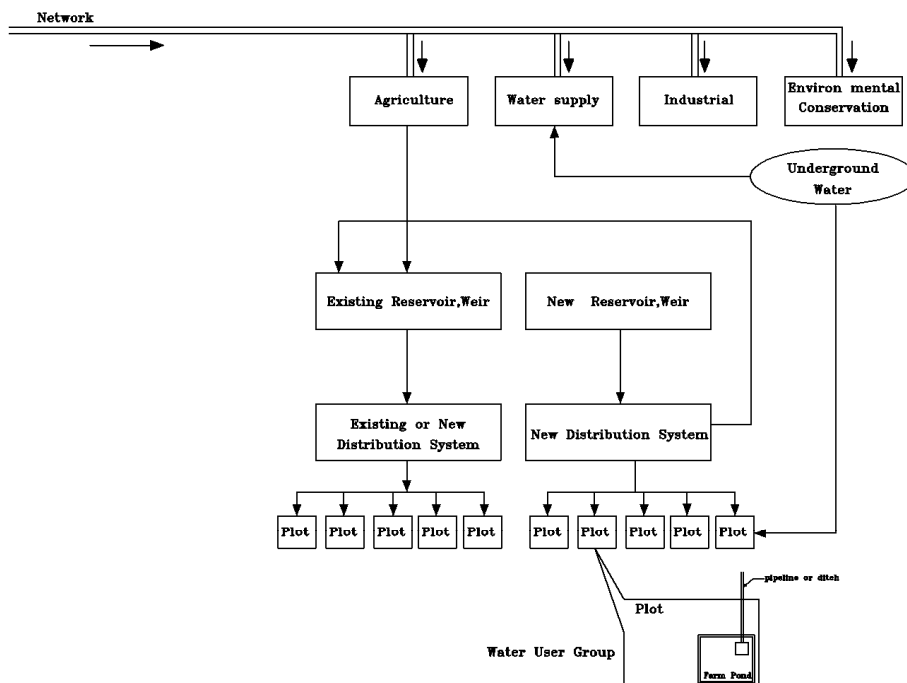 Network
Agriculture
Water supply
Industrial
Environ mental
Conservation
Underground
Water
Existing Reservoir,Weir
New Reservoir,Weir
Existing or New
Distribution System
New Distribution System
Plot Plot Plot Plot Plot
Plot Plot Plot Plot Plot
pipeline or ditch
Plot
Water User Group
Farm Pond